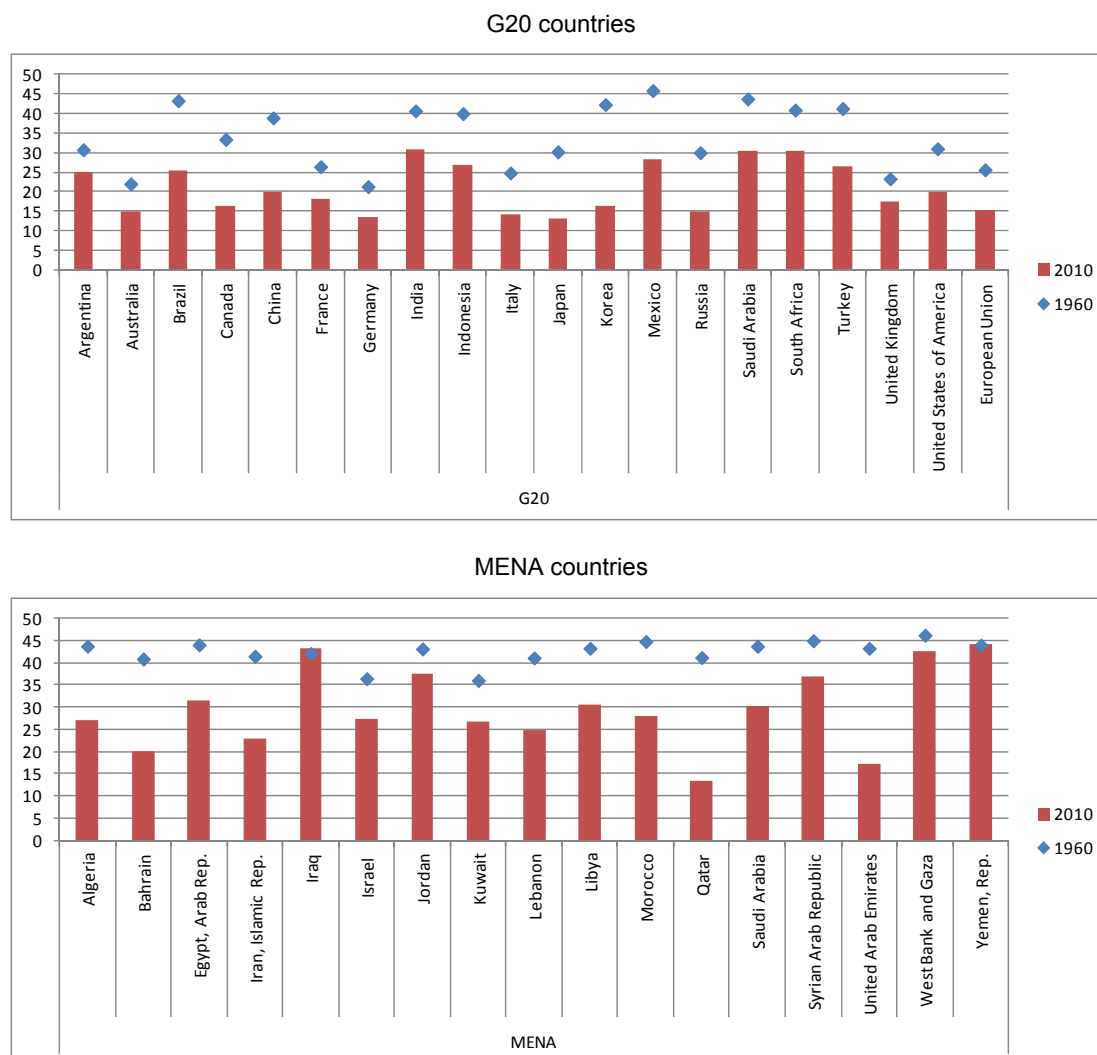 G20 countries
50
45
40
35
30
25
20
15
10
5
0
Argentina
Australia
Brazil
Canada
China
France
Germany
India
Indonesia
Italy
Japan
Korea
Mexico
Russia
Saudi Arabia
South Africa
Turkey
United Kingdom
United States of America
European Union
G20
2010
1960
MENA countries
50
45
40
35
30
25
20
15
10
5
0
Algeria
Bahrain
Egypt, Arab Rep.
Iran, Islamic Rep.
Iraq
Israel
Jordan
Kuwait
Lebanon
Libya
Morocco
Qatar
Saudi Arabia
Syrian Arab Republic
United Arab Emirates
West Bank and Gaza
Yemen, Rep.
MENA
2010
1960